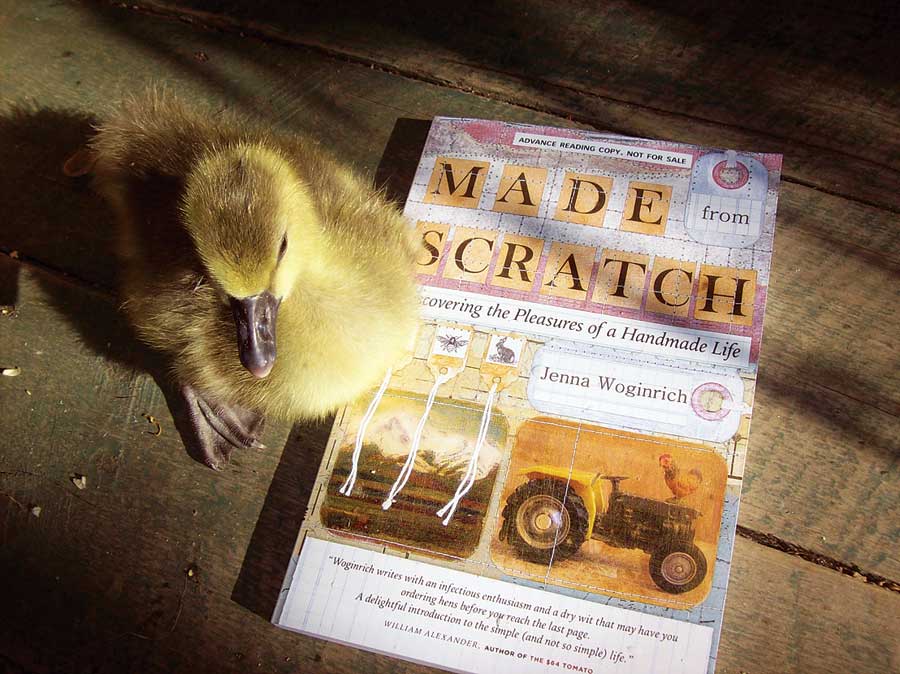 ADVANCE READING COPY. NOT FOR SALE
MADE from
SCRATCH
scovering the Pleasures of a Handmade Life
Jenna Woginrich
"Woginrich writes with an infectious enthusiasm and a dry wit that may have you
ordering hens before you reach the last page.
A delightful introduction to the simple (and not so simple) life."
WILLIAM ALEXANDER, AUTHOR OF THE $64 TOMATO